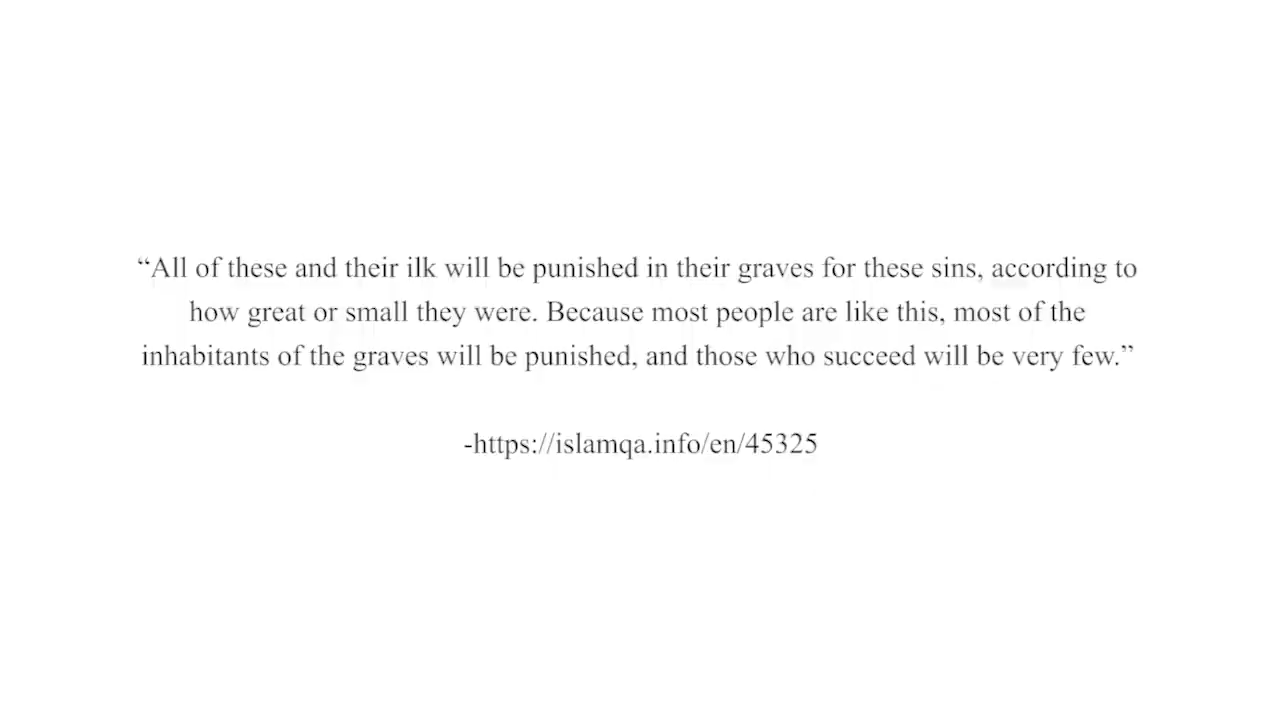 “All of these and their ilk will be punished in their graves for these sins, according to
how great or small they were. Because most people are like this, most of the
inhabitants of the graves will be punished, and those who succeed will be very few.”
-https://islamqa.info/en/45325